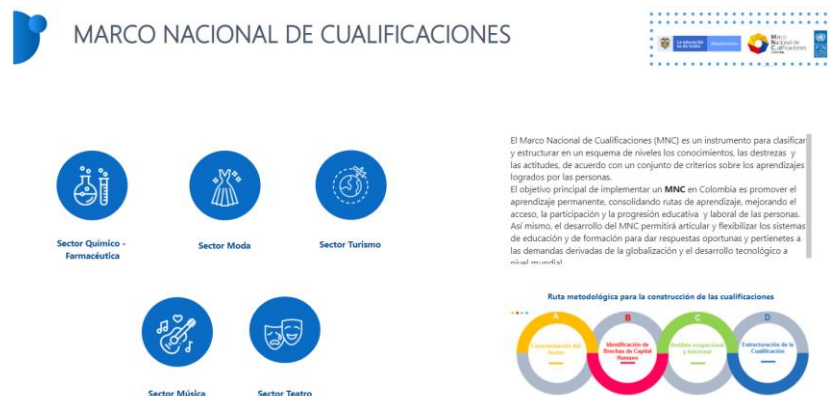 MARCO NACIONAL DE CUALIFICACIONES
La educación
es de todos
Mineducación
Marco
Nacional de
Cualificaciones
El Marco Nacional de Cualificaciones (MNC) es un instrumento para clasificar
y estructurar en un esquema de niveles los conocimientos, las destrezas y
las actitudes, de acuerdo con un conjunto de criterios sobre los aprendizajes
logrados por las personas.
El objetivo principal de implementar un MNC en Colombia es promover el
aprendizaje permanente, consolidando rutas de aprendizaje, mejorando el
acceso, la participación y la progresión educativa y laboral de las personas.
Así mismo, el desarrollo del MNC permitirá articular y flexibilizar los sistemas
de educación y de formación para dar respuestas oportunas y pertinetes a
las demandas derivadas de la globalización y el desarrollo tecnológico a
nivel mundial
Sector Químico -
Farmacéutica
Sector Moda
Sector Turismo
Sector Música
Sector Teatro
Ruta metodológica para la construcción de las cualificaciones
A
Caracterización del
Sector
B
Identificación de
Brechas de Capital
Humano
C
Análisis ocupacional
y funcional
D
Estructuración de la
Cualificación